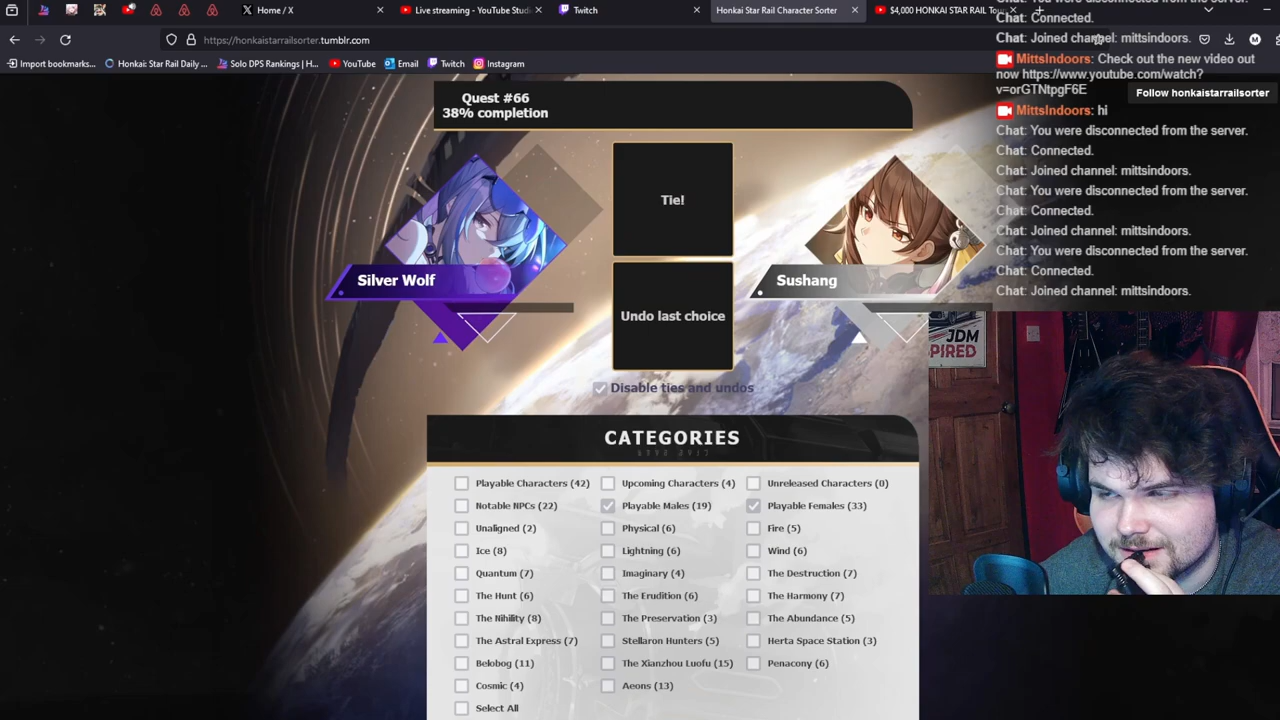 Home / X
Live streaming - YouTube Studi
Twitch
Honkai Star Rail Character Sorter
$4,000 HONKAI STAR RAIL Tou
https://honkaistarrailsorter.tumblr.com
Import bookmarks...
Honkai: Star Rail Daily ...
Solo DPS Rankings | H...
YouTube
Email
Twitch
Instagram
Chat: You were disconnected from the server.
Chat: Connected.
Chat: Joined channel: mittsindoors.
MittsIndoors: Check out the new video out
now https://www.youtube.com/watch?
v=orGTNtpgF6E
Follow honkaistarrailsorter
MittsIndoors: hi
Chat: You were disconnected from the server.
Chat: Connected.
Chat: Joined channel: mittsindoors.
Chat: You were disconnected from the server.
Chat: Connected.
Chat: Joined channel: mittsindoors.
Chat: You were disconnected from the server.
Chat: Connected.
Chat: Joined channel: mittsindoors.
Quest #66
38% completion
Tie!
Silver Wolf
Sushang
Undo last choice
Disable ties and undos
JDM
SPIRED
CATEGORIES
Playable Characters (42)
Upcoming Characters (4)
Unreleased Characters (0)
Notable NPCs (22)
Playable Males (19)
Playable Females (33)
Unaligned (2)
Physical (6)
Fire (5)
Ice (8)
Lightning (6)
Wind (6)
Quantum (7)
Imaginary (4)
The Destruction (7)
The Hunt (6)
The Erudition (6)
The Harmony (7)
The Nihility (8)
The Preservation (3)
The Abundance (5)
The Astral Express (7)
Stellaron Hunters (5)
Herta Space Station (3)
Belobog (11)
The Xianzhou Luofu (15)
Penacony (6)
Cosmic (4)
Aeons (13)
Select All